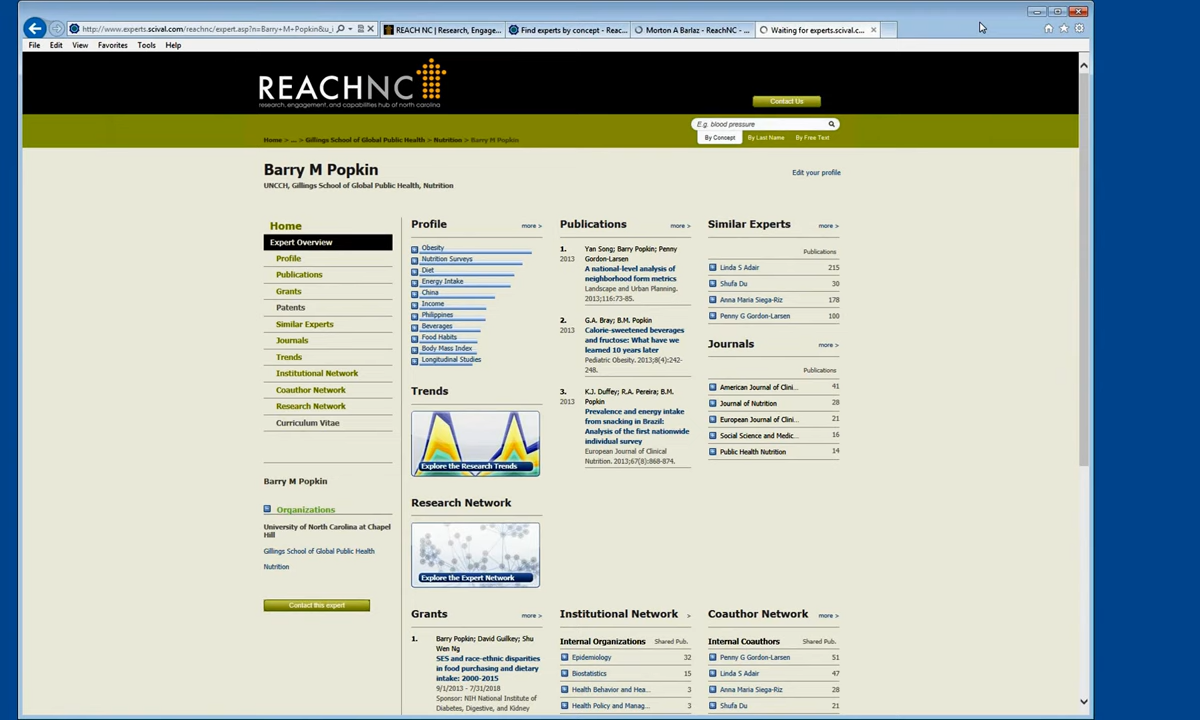 http://www.experts.scival.com/reachnc/expert.asp?n=Barry+M+Popkin&u_i
REACH NC | Research, Engage...
Find experts by concept - Reac...
Morton A Barlaz - ReachNC - ...
Waiting for experts.scival.c...
File Edit View Favorites Tools Help
REACHNC
research, engagement, and capabilities hub of north carolina
Contact Us
E.g. blood pressure
By Concept By Last Name By Free Text
Home > ... > Gillings School of Global Public Health > Nutrition > Barry M Popkin
Barry M Popkin
UNCCH, Gillings School of Global Public Health, Nutrition
Edit your profile
Home
Expert Overview
Profile
Publications
Grants
Patents
Similar Experts
Journals
Trends
Institutional Network
Coauthor Network
Research Network
Curriculum Vitae
Barry M Popkin
Organizations
University of North Carolina at Chapel
Hill
Gillings School of Global Public Health
Nutrition
Contact this expert
Profile more >
Obesity
Nutrition Surveys
Diet
Energy Intake
China
Income
Philippines
Beverages
Food Habits
Body Mass Index
Longitudinal Studies
Trends
Explore the Research Trends
Research Network
Explore the Expert Network
Grants more >
1. Barry Popkin; David Guilkey; Shu
Wen Ng
SES and race-ethnic disparities
in food purchasing and dietary
intake: 2000-2015
9/1/2013 - 7/31/2018
Sponsor: NIH National Institute of
Diabetes, Digestive, and Kidney
Publications more >
1. Yan Song; Barry Popkin; Penny
2013 Gordon-Larsen
A national-level analysis of
neighborhood form metrics
Landscape and Urban Planning.
2013;116:73-85.
2. G.A. Bray; B.M. Popkin
2013 Calorie-sweetened beverages
and fructose: What have we
learned 10 years later
Pediatric Obesity. 2013;8(4):242-
248.
3. K.J. Duffey; R.A. Pereira; B.M.
2013 Popkin
Prevalence and energy intake
from snacking in Brazil:
Analysis of the first nationwide
individual survey
European Journal of Clinical
Nutrition. 2013;67(8):868-874.
Institutional Network >
Internal Organizations Shared Pub.
Epidemiology 32
Biostatistics 15
Health Behavior and Hea... 3
Health Policy and Manag... 3
Similar Experts more >
Publications
Linda S Adair 215
Shufa Du 30
Anna Maria Siega-Riz 178
Penny G Gordon-Larsen 100
Journals more >
Publications
American Journal of Clini... 41
Journal of Nutrition 28
European Journal of Clini... 21
Social Science and Medic... 16
Public Health Nutrition 14
Coauthor Network more >
Internal Coauthors Shared Pub.
Penny G Gordon-Larsen 51
Linda S Adair 47
Anna Maria Siega-Riz 28
Shufa Du 21